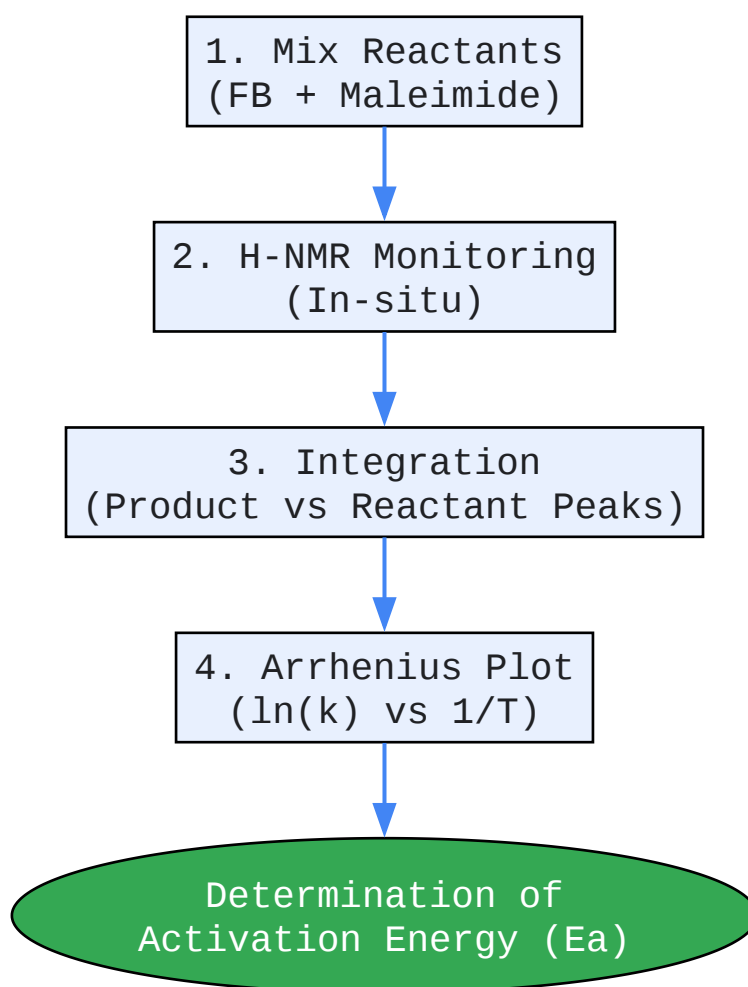 1. Mix Reactants
(FB + Maleimide)
2. H-NMR Monitoring
(In-situ)
3. Integration
(Product vs Reactant Peaks)
4. Arrhenius Plot
(ln(k) vs 1/T)
Determination of
Activation Energy (Ea)